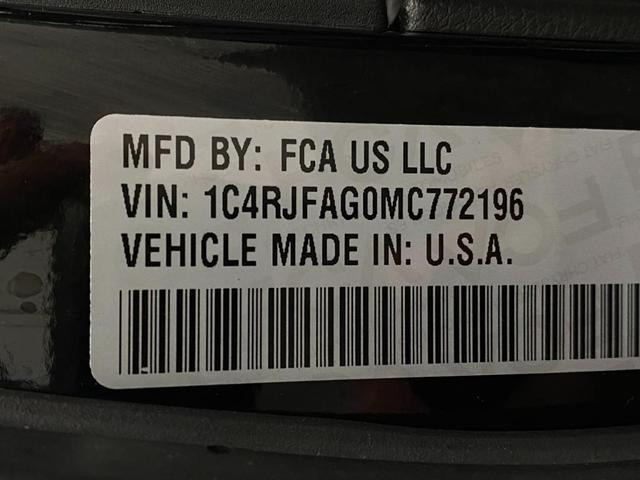 MFD BY: FCA US LLC
VIN: 1C4RJFAG0MC772196
VEHICLE MADE IN: U.S.A.